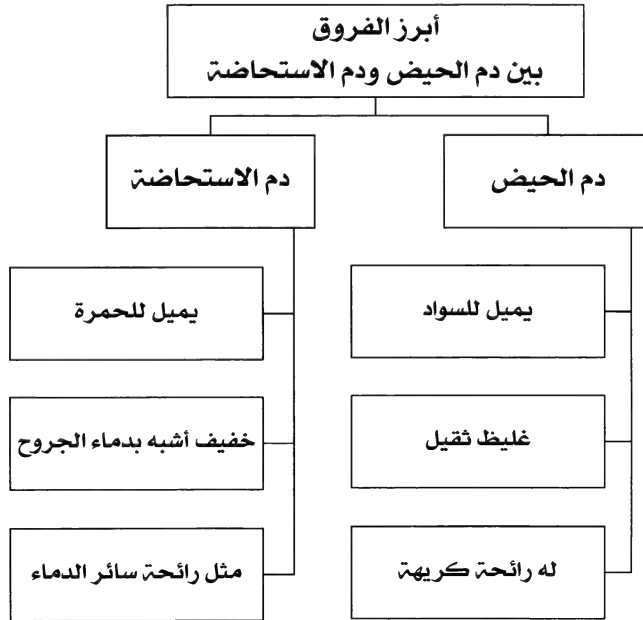 أبرز الفروق
بين دم الحيض ودم الاستحاضة
دم الحيض
دم الاستحاضة
يميل للسواد
يميل للحمرة
غليظ ثقيل
خفيف أشبه بدماء الجروح
له رائحة كريهة
مثل رائحة سائر الدماء